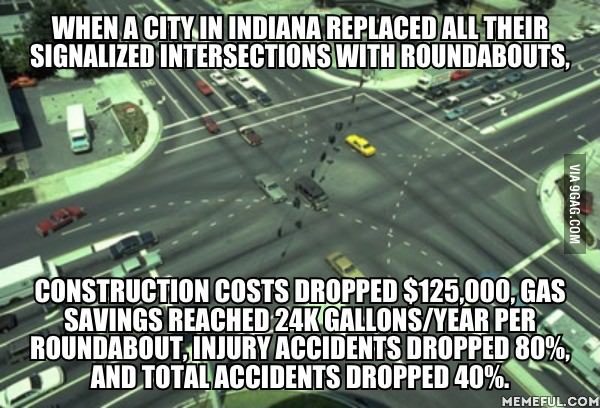 WHEN A CITY IN INDIANA REPLACED ALL THEIR
SIGNALIZED INTERSECTIONS WITH ROUNDABOUTS,
VIA 9GAG.COM
CONSTRUCTION COSTS DROPPED $125,000, GAS
SAVINGS REACHED 24K GALLONS/YEAR PER
ROUNDABOUT, INJURY ACCIDENTS DROPPED 80%,
AND TOTAL ACCIDENTS DROPPED 40%.
MEMEFUL.COM